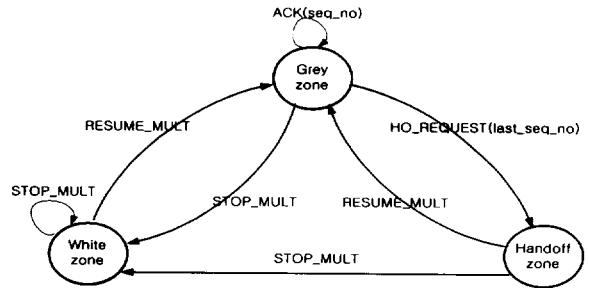 ACK(seq_no)
Grey
zone
RESUME_MULT
HO_REQUEST(last_seq_no)
STOP_MULT
STOP_MULT
RESUME_MULT
White
zone
STOP_MULT
Handoff
zone